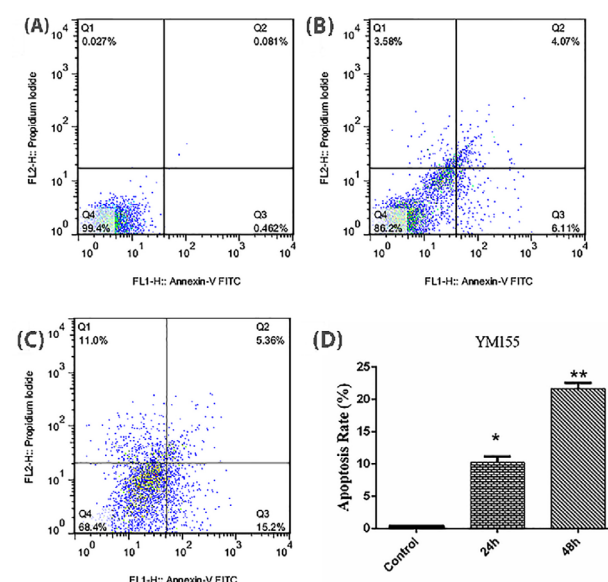 (A)
Q1
0.027%
Q2
0.081%
10^4
10^3
10^2
10^1
10^0
FL2-H:: Propidium Iodide
Q4
99.4%
Q3
0.462%
10^0 10^1 10^2 10^3 10^4
FL1-H:: Annexin-V FITC
(B)
Q1
3.58%
Q2
4.07%
10^4
10^3
10^2
10^1
10^0
FL2-H:: Propidium Iodide
Q4
86.2%
Q3
6.11%
10^0 10^1 10^2 10^3 10^4
FL1-H:: Annexin-V FITC
(C)
Q1
11.0%
Q2
5.36%
10^4
10^3
10^2
10^1
10^0
FL2-H:: Propidium Iodide
Q4
68.4%
Q3
15.2%
10^0 10^1 10^2 10^3 10^4
FL1-H:: Annexin-V FITC
(D)
YM155
Apoptosis Rate (%)
25
20
15
10
5
0
*
**
Control 24h 48h